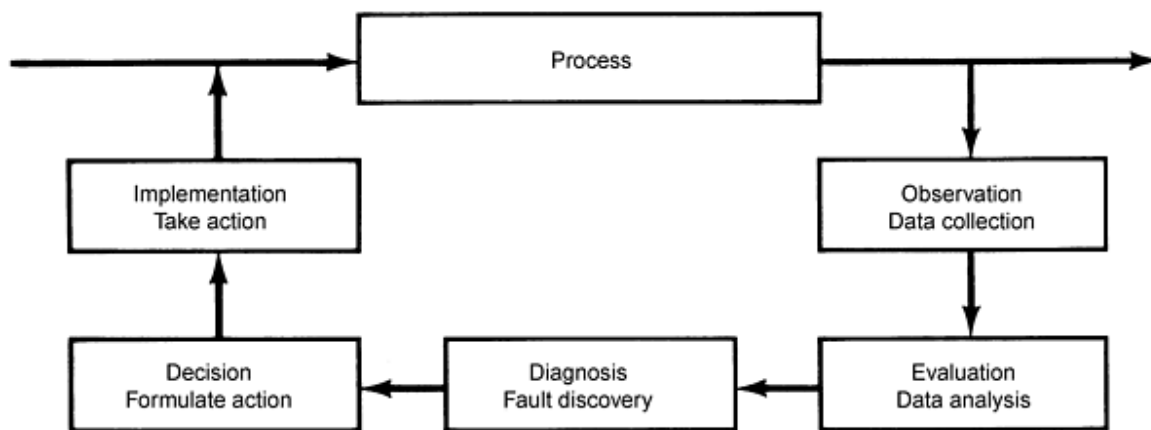 Process
Implementation
Take action
Observation
Data collection
Decision
Formulate action
Diagnosis
Fault discovery
Evaluation
Data analysis